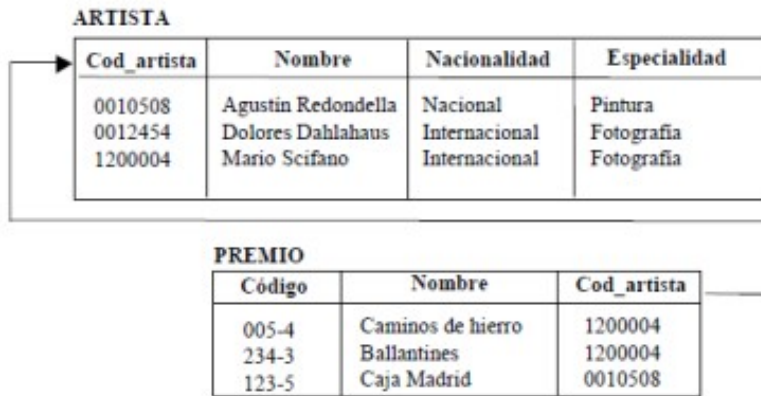 ARTISTA
Cod_artista Nombre Nacionalidad Especialidad
0010508 Agustin Redondella Nacional Pintura
0012454 Dolores Dahlahaus Internacional Fotografía
1200004 Mario Scifano Internacional Fotografía
PREMIO
Código Nombre Cod_artista
005-4 Caminos de hierro 1200004
234-3 Ballantines 1200004
123-5 Caja Madrid 0010508